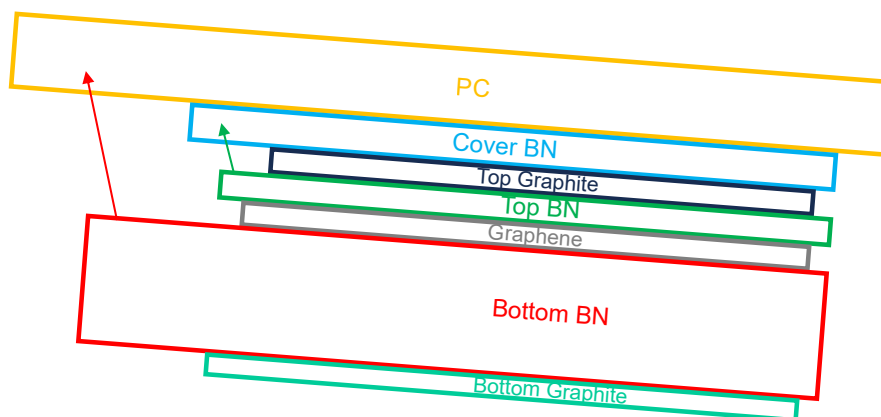 PC
Cover BN
Top Graphite
Top BN
Graphene
Bottom BN
Bottom Graphite